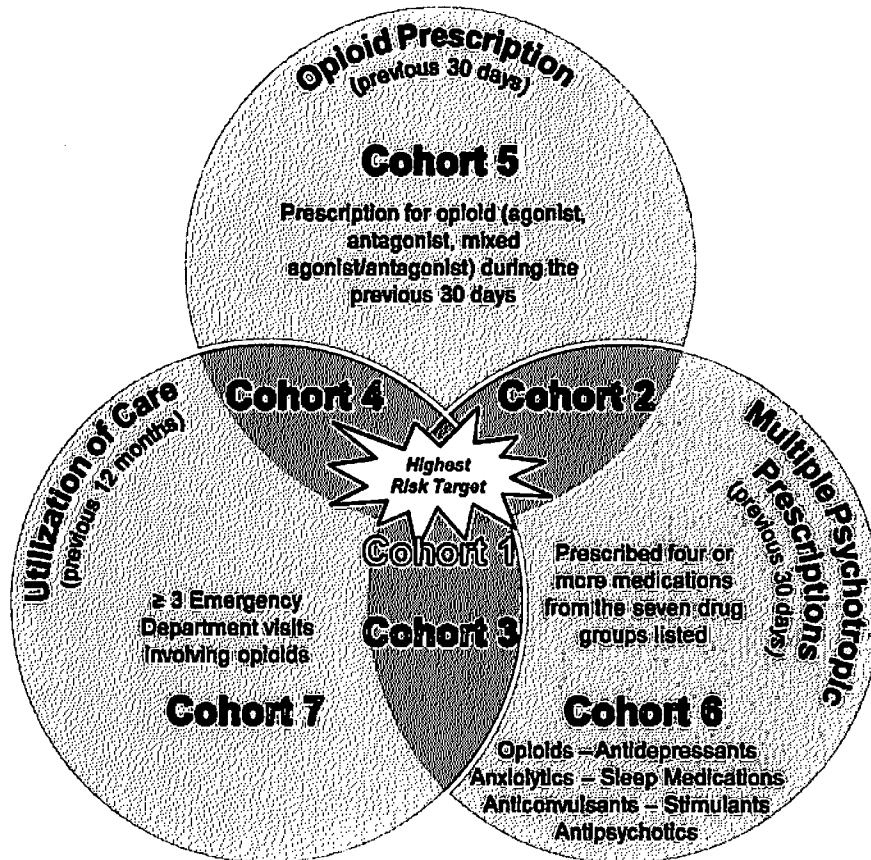 Opioid Prescription
(previous 30 days)
Cohort 5
Prescription for opioid (agonist,
antagonist, mixed
agonist/antagonist) during the
previous 30 days
Cohort 4
Cohort 2
Highest
Risk Target
Cohort 1
Cohort 3
Utilization of Care
(previous 12 months)
≥ 3 Emergency
Department visits
involving opioids
Cohort 7
Multiple Psychotropic
Prescriptions
(previous 30 days)
Prescribed four or
more medications
from the seven drug
groups listed
Cohort 6
Opioids – Antidepressants
Anxiolytics – Sleep Medications
Anticonvulsants – Stimulants
Antipsychotics